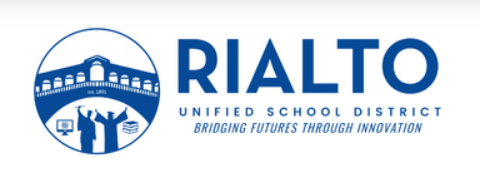 RIALTO
UNIFIED SCHOOL DISTRICT
BRIDGING FUTURES THROUGH INNOVATION